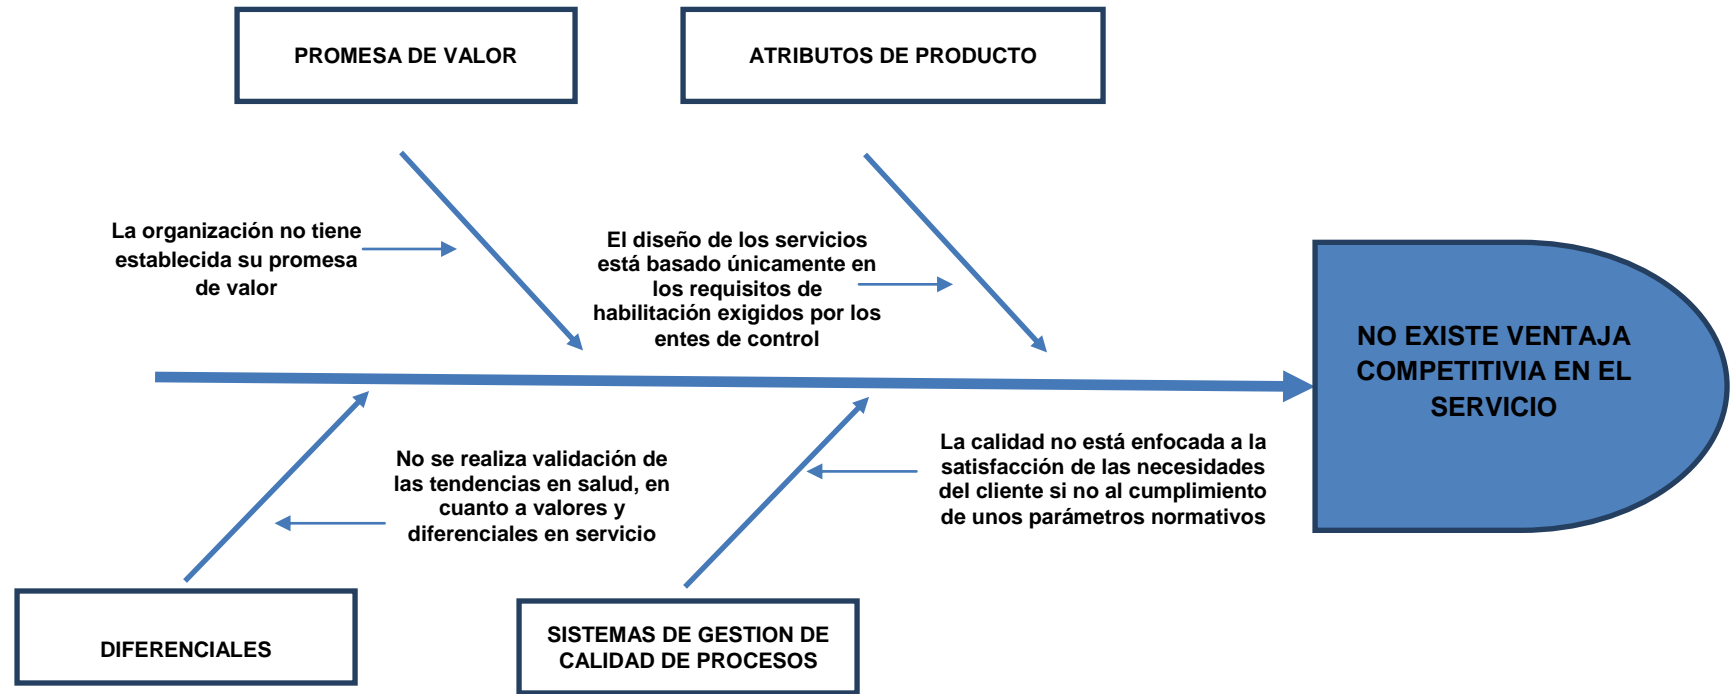 PROMESA DE VALOR
ATRIBUTOS DE PRODUCTO
La organización no tiene
establecida su promesa
de valor
El diseño de los servicios
está basado únicamente en
los requisitos de
habilitación exigidos por los
entes de control
NO EXISTE VENTAJA
COMPETITIVIA EN EL
SERVICIO
No se realiza validación de
las tendencias en salud, en
cuanto a valores y
diferenciales en servicio
La calidad no está enfocada a la
satisfacción de las necesidades
del cliente si no al cumplimiento
de unos parámetros normativos
DIFERENCIALES
SISTEMAS DE GESTION DE
CALIDAD DE PROCESOS